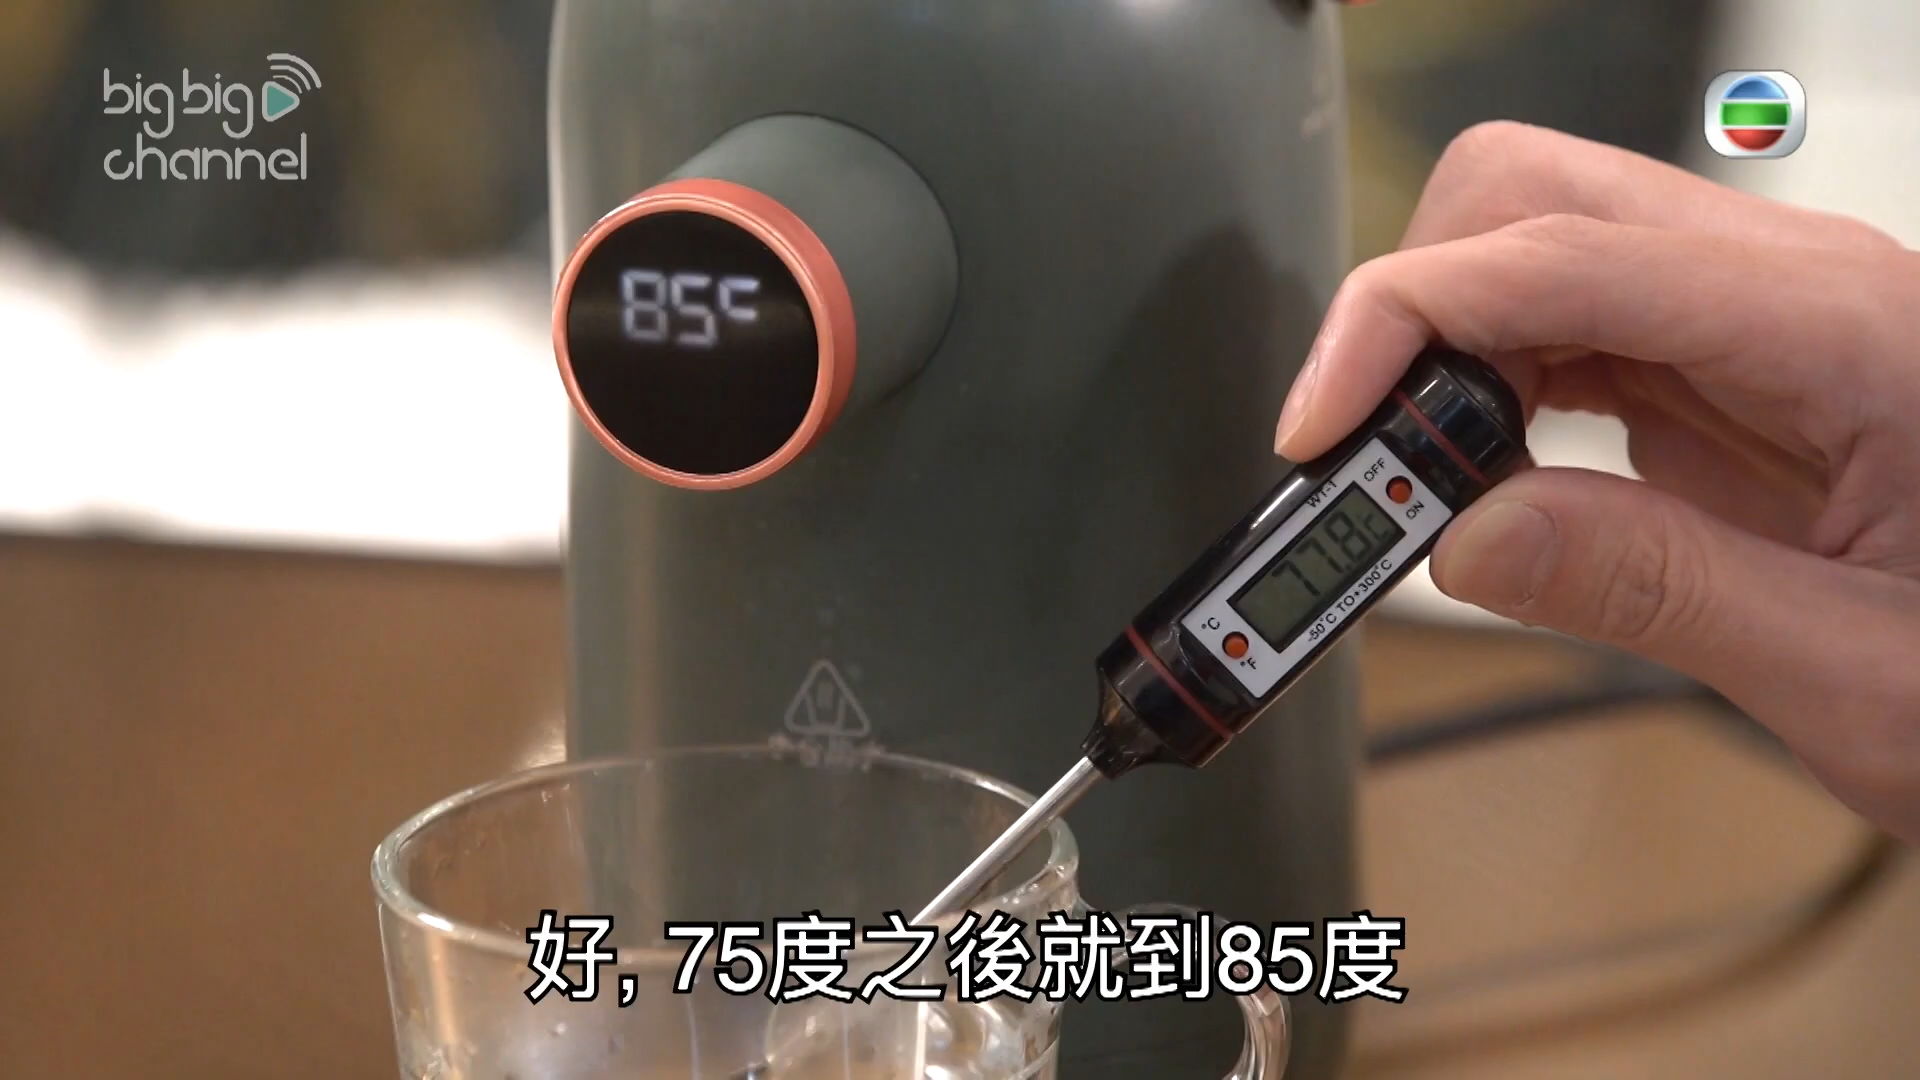 big big
channel
85c
OFF
WT-1
ON
77.8°C
-50°C TO+300°C
°C
°F
好, 75度之後就到85度